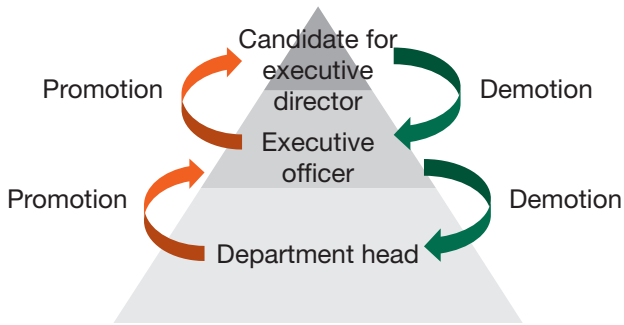 Candidate for
executive
director
Promotion
Demotion
Executive
officer
Promotion
Demotion
Department head